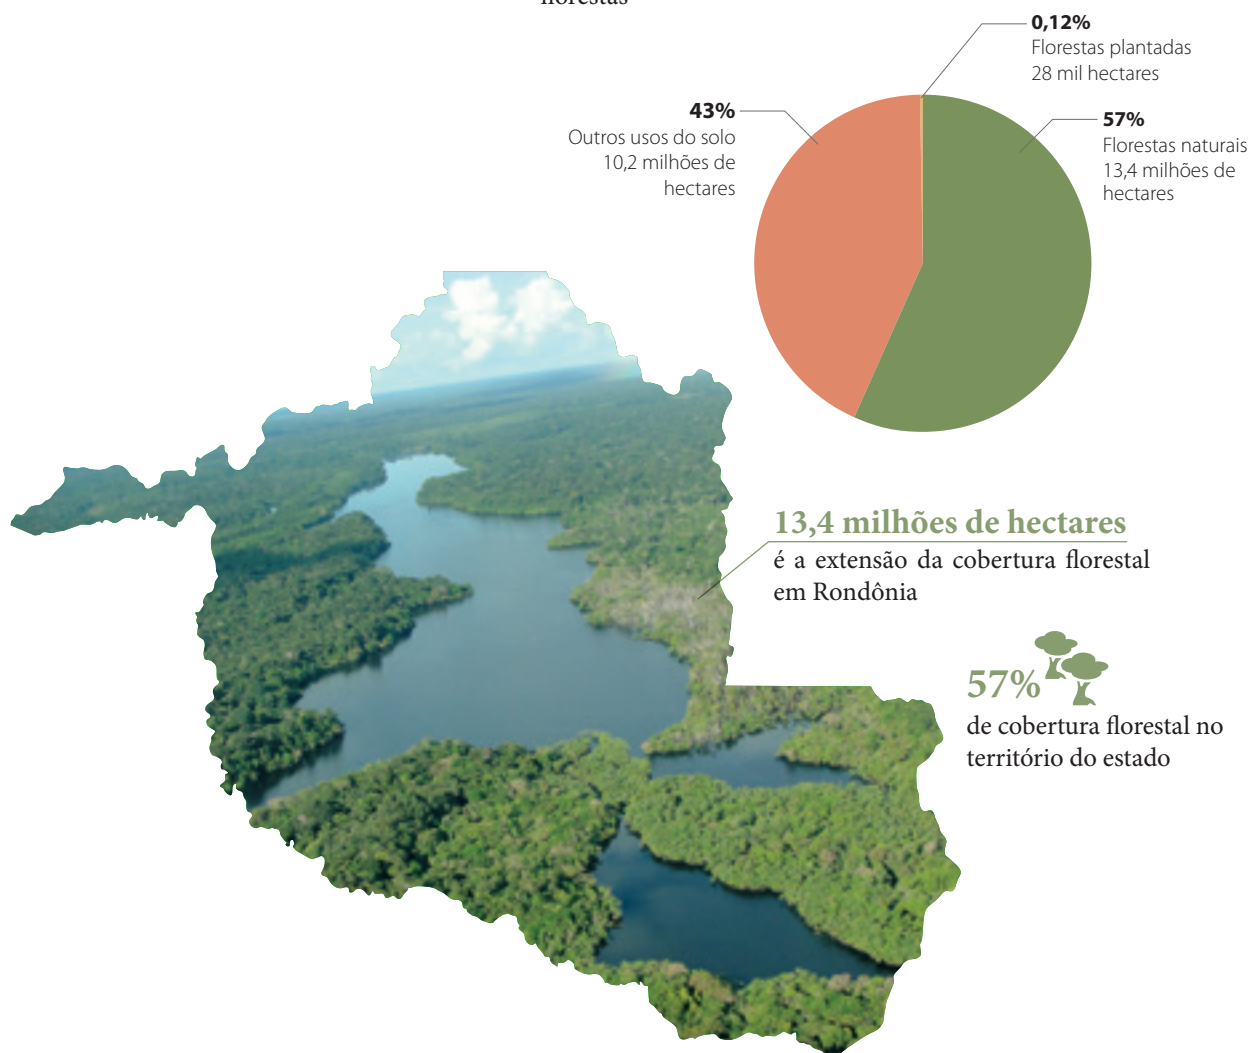 florestas
0,12%
Florestas plantadas
28 mil hectares
43%
Outros usos do solo
10,2 milhões de
hectares
57%
Florestas naturais
13,4 milhões de
hectares
13,4 milhões de hectares
é a extensão da cobertura florestal
em Rondônia
57%
de cobertura florestal no
território do estado